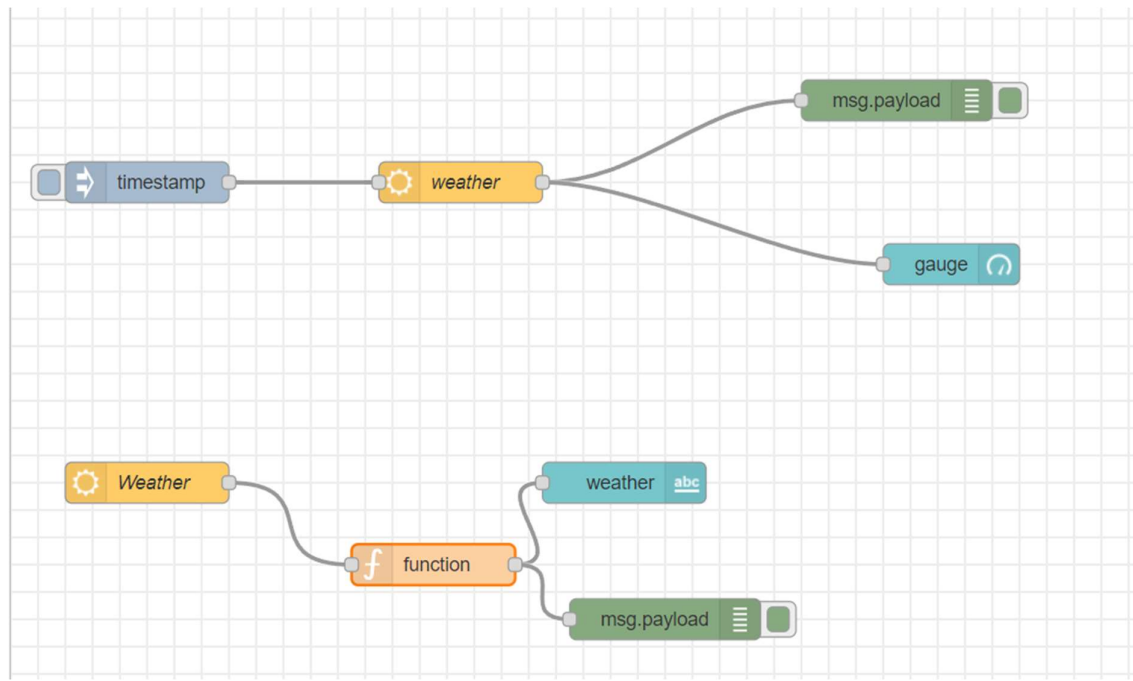 msg.payload
timestamp
weather
gauge
Weather
weather
abc
function
msg.payload